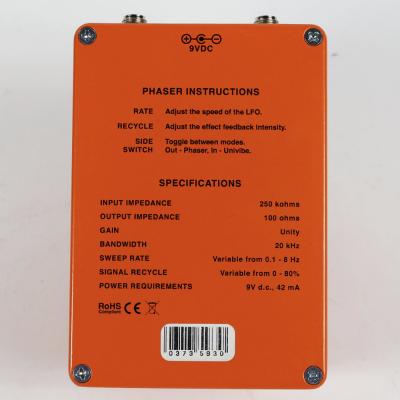 9VDC
PHASER INSTRUCTIONS
RATE Adjust the speed of the LFO.
RECYCLE Adjust the effect feedback intensity.
SIDE Toggle between modes.
SWITCH Out - Phaser, In - Univibe.
SPECIFICATIONS
INPUT IMPEDANCE 250 kohms
OUTPUT IMPEDANCE 100 ohms
GAIN Unity
BANDWIDTH 20 kHz
SWEEP RATE Variable from 0.1 - 8 Hz
SIGNAL RECYCLE Variable from 0 - 80%
POWER REQUIREMENTS 9V d.c., 42 mA
RoHS CE
Compliant
0373 5930